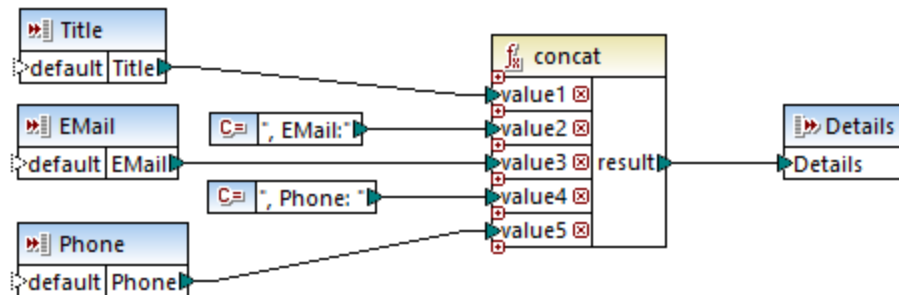 Title
default Title
EMail
default EMail
C= ", EMail:"
C= ", Phone: "
Phone
default Phone
fx concat
value1
value2
value3
value4
value5
result
Details
Details